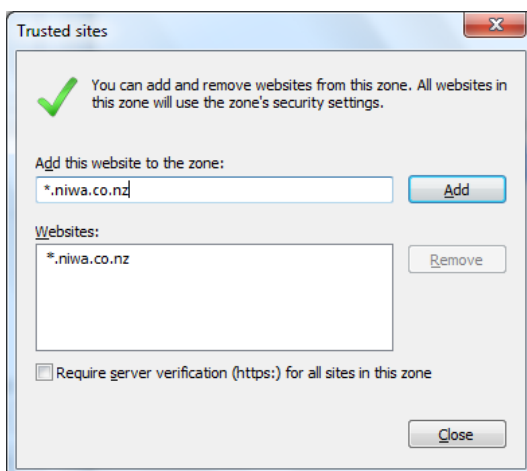 Trusted sites
You can add and remove websites from this zone. All websites in
this zone will use the zone's security settings.
Add this website to the zone:
*.niwa.co.nz
Add
Websites:
*.niwa.co.nz
Remove
Require server verification (https:) for all sites in this zone
Close